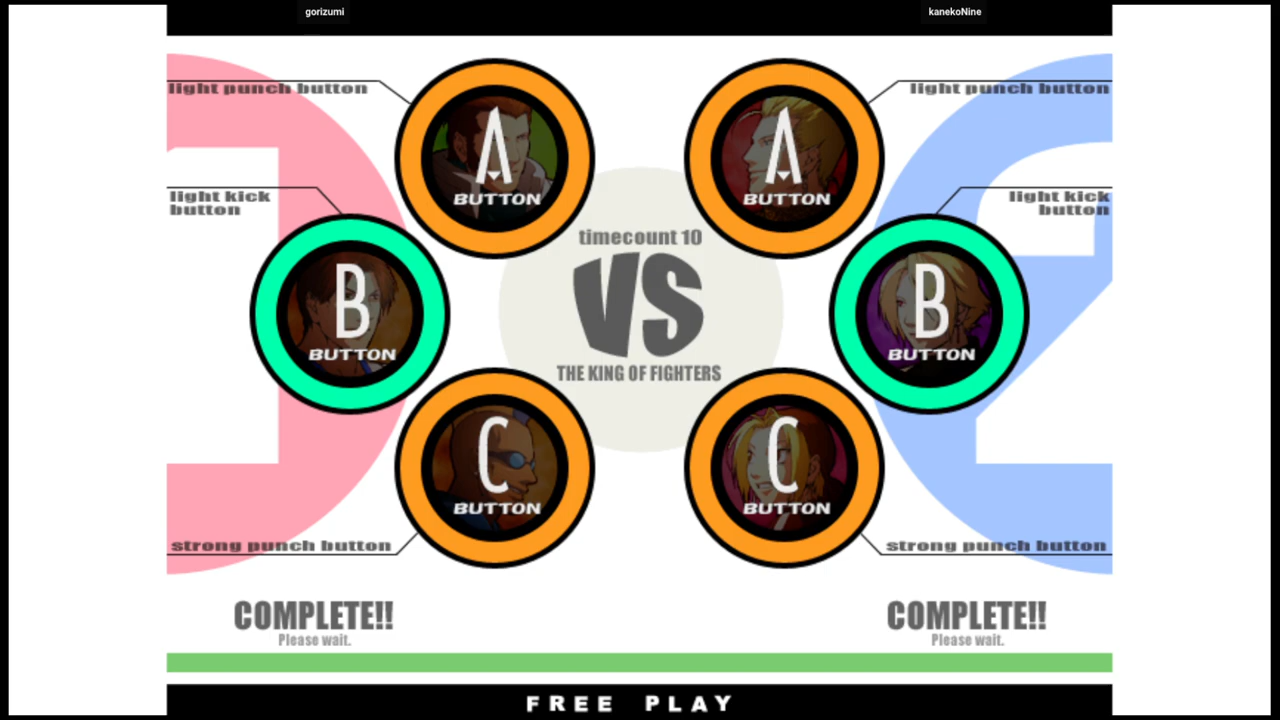 gorizumi
kanekoNine
light punch button
light punch button
A
BUTTON
A
BUTTON
light kick
button
light kick
button
B
BUTTON
B
BUTTON
timecount 10
VS
THE KING OF FIGHTERS
C
BUTTON
C
BUTTON
strong punch button
strong punch button
COMPLETE!!
Please wait.
COMPLETE!!
Please wait.
FREE PLAY
1
2